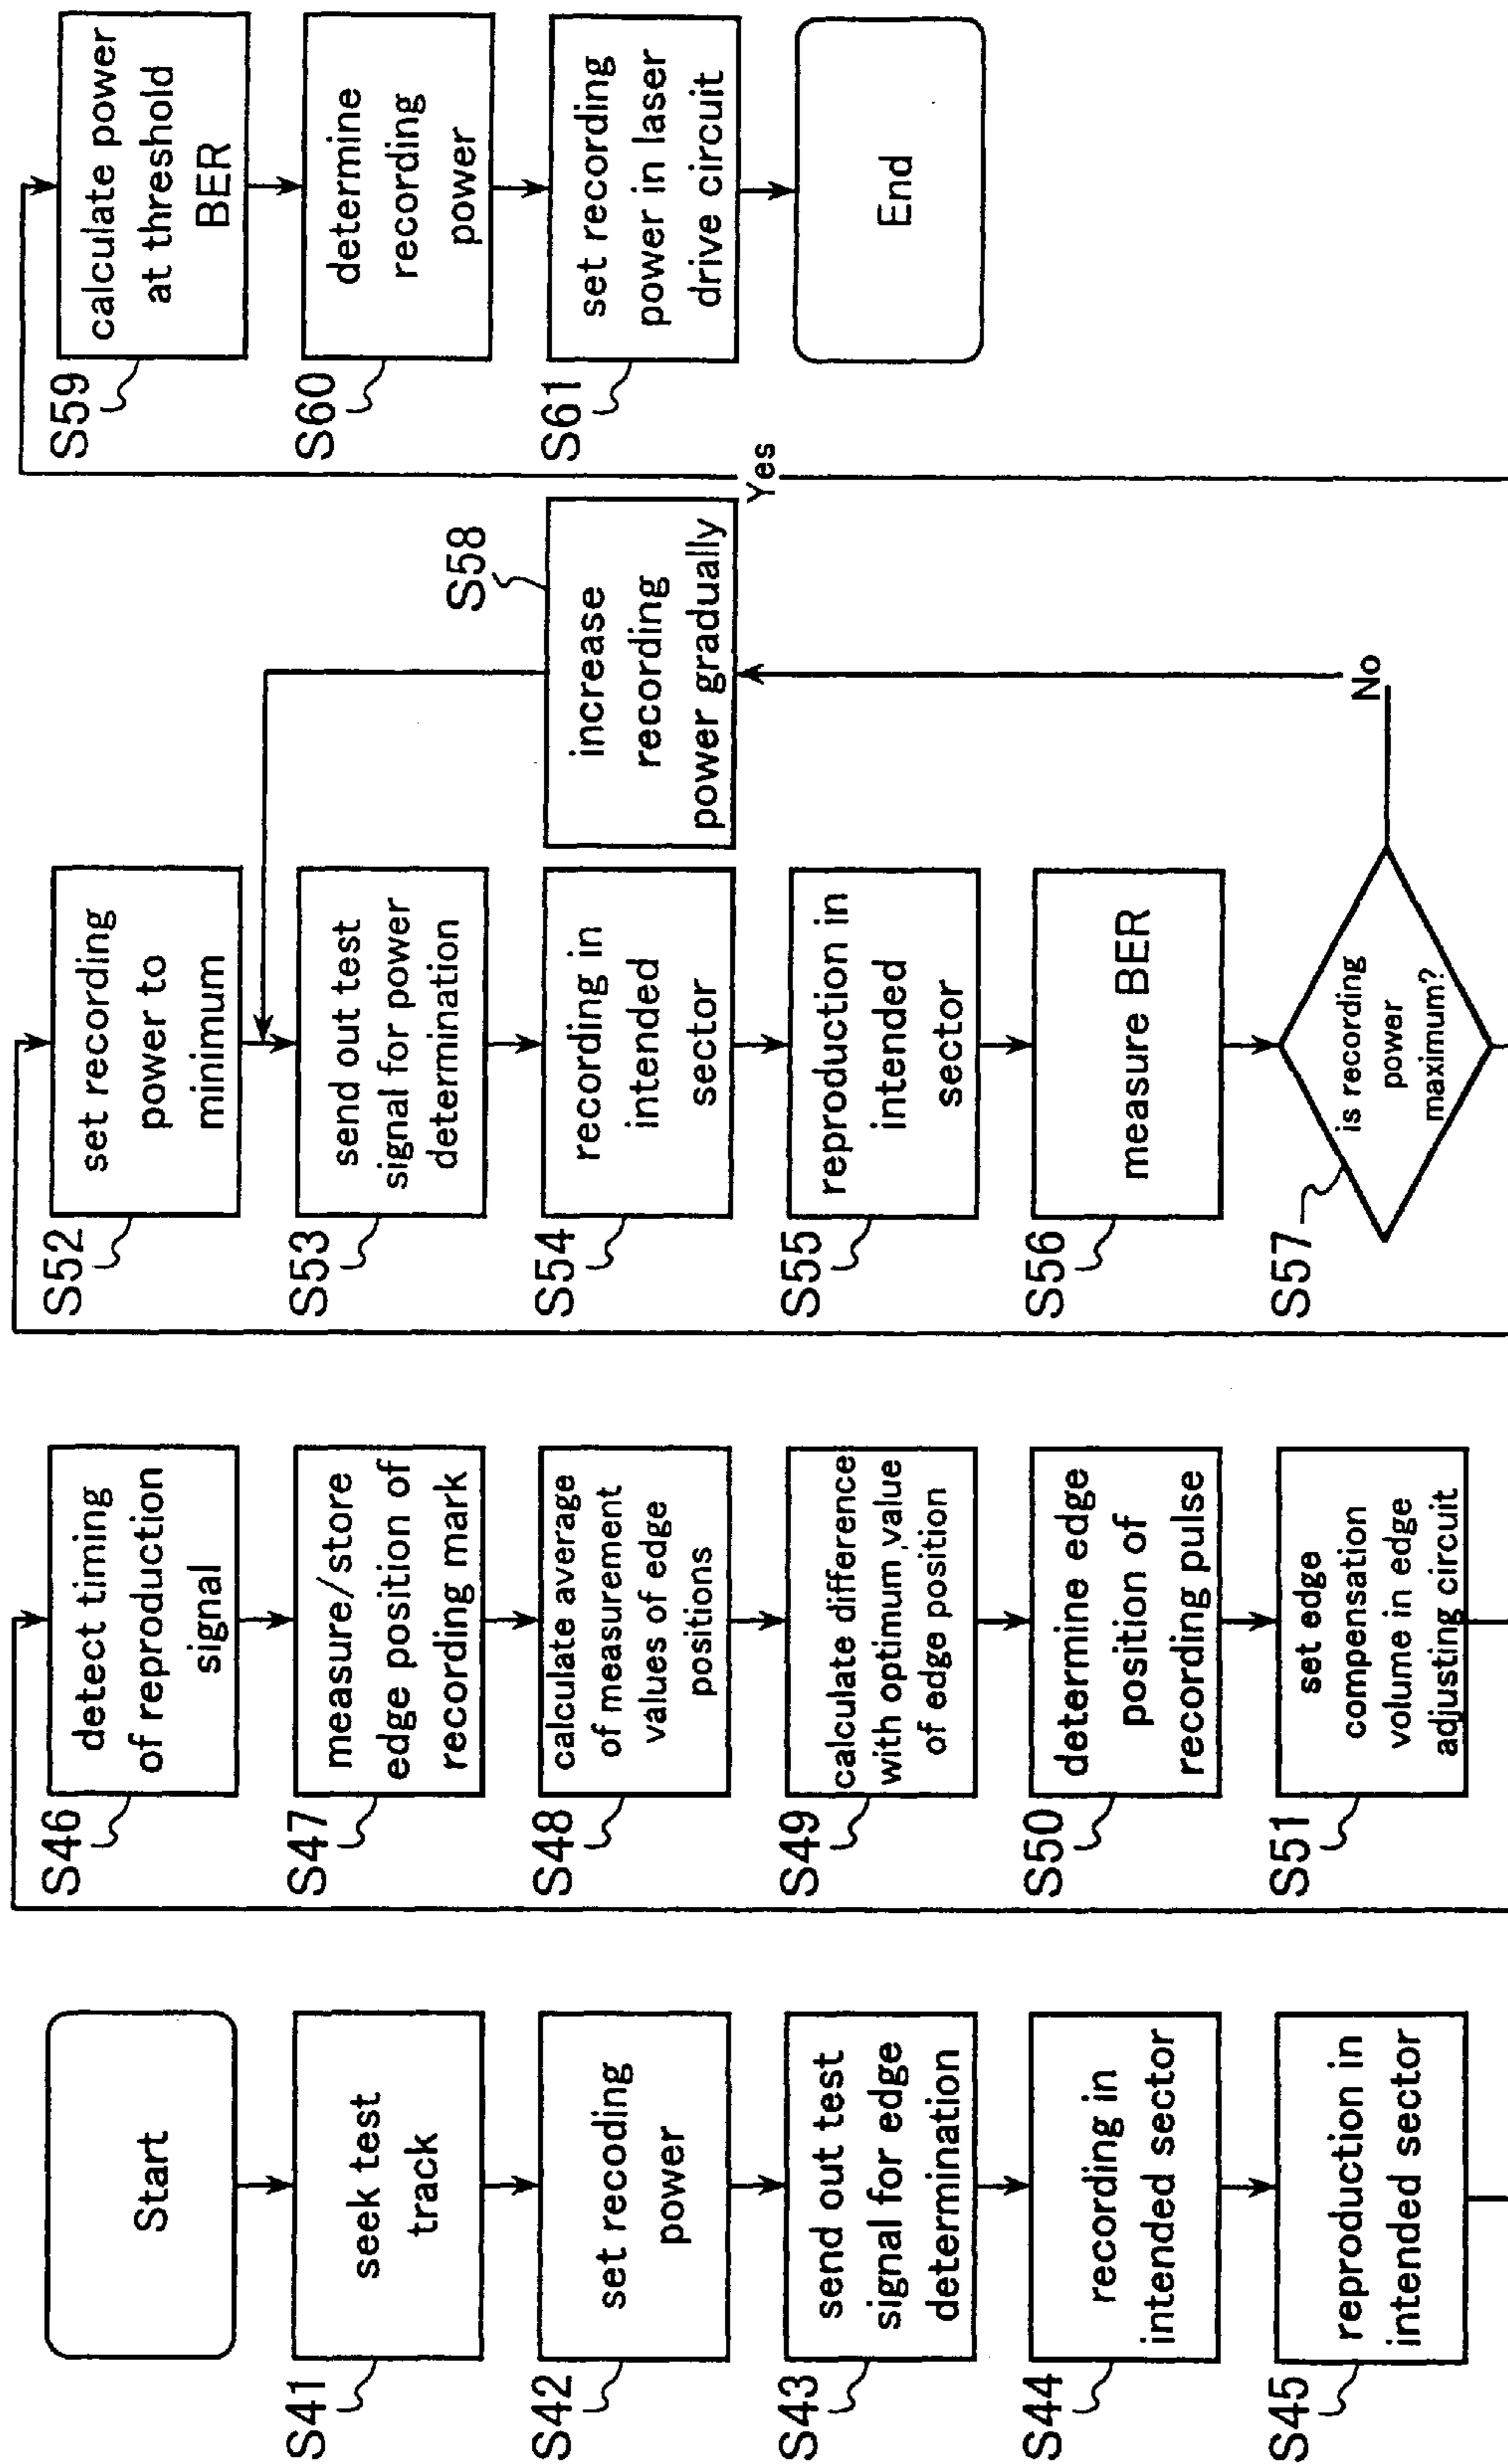 Start
S41
seek test
track
S42
set recoding
power
S43
send out test
signal for edge
determination
S44
recording in
intended sector
S45
reproduction in
intended sector
S46
detect timing
of reproduction
signal
S47
measure/store
edge position of
recording mark
S48
calculate average
of measurement
values of edge
positions
S49
calculate difference
with optimum value
of edge position
S50
determine edge
position of
recording pulse
S51
set edge
compensation
volume in edge
adjusting circuit
S52
set recording
power to
minimum
S53
send out test
signal for power
determination
S54
recording in
intended
sector
S55
reproduction in
intended
sector
S56
measure BER
S57
is recording
power
maximum?
No
Yes
S58
increase
recording
power gradually
S59
calculate power
at threshold
BER
S60
determine
recording
power
S61
set recording
power in laser
drive circuit
End